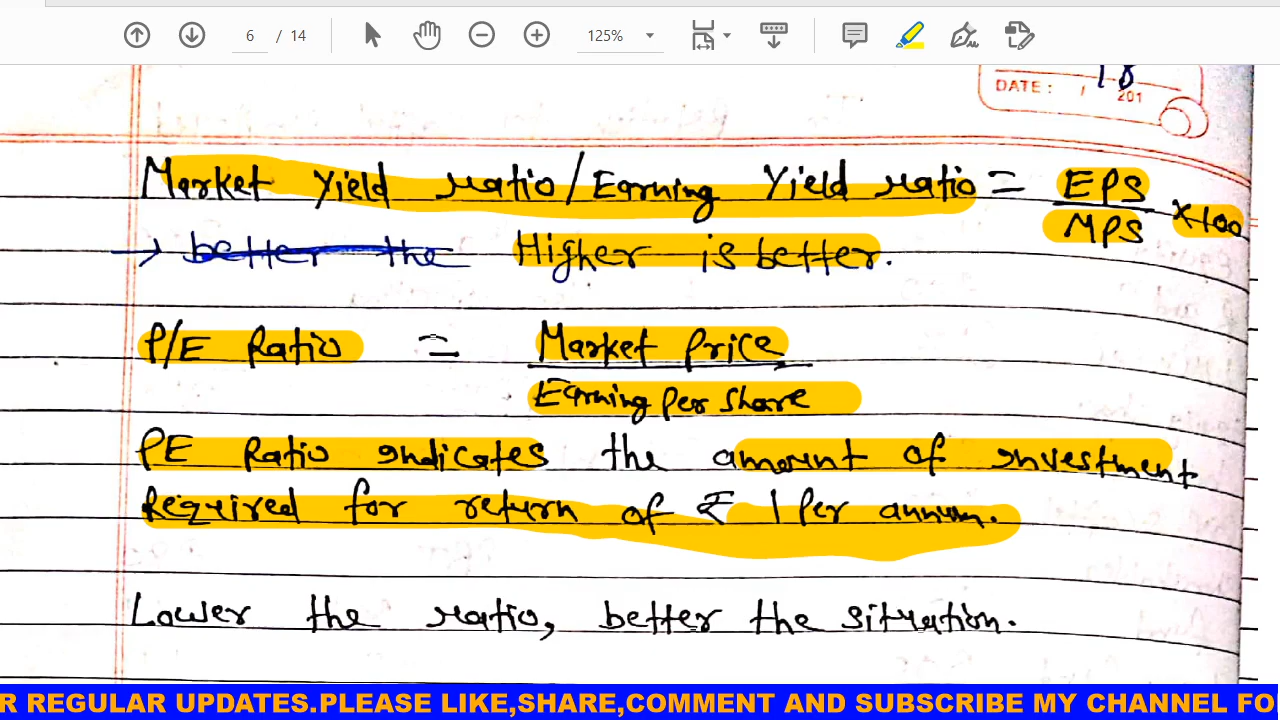 6 / 14 125%
18
DATE : / 201
Market Yield ratio/Earning Yield ratio = EPS
MPS ×100
→ better the Higher is better.
P/E Ratio = Market Price
Earning Per Share
PE Ratio indicates the amount of investment
Required for return of ₹ 1 Per annum.
Lower the ratio, better the situation.
R REGULAR UPDATES.PLEASE LIKE,SHARE,COMMENT AND SUBSCRIBE MY CHANNEL FO